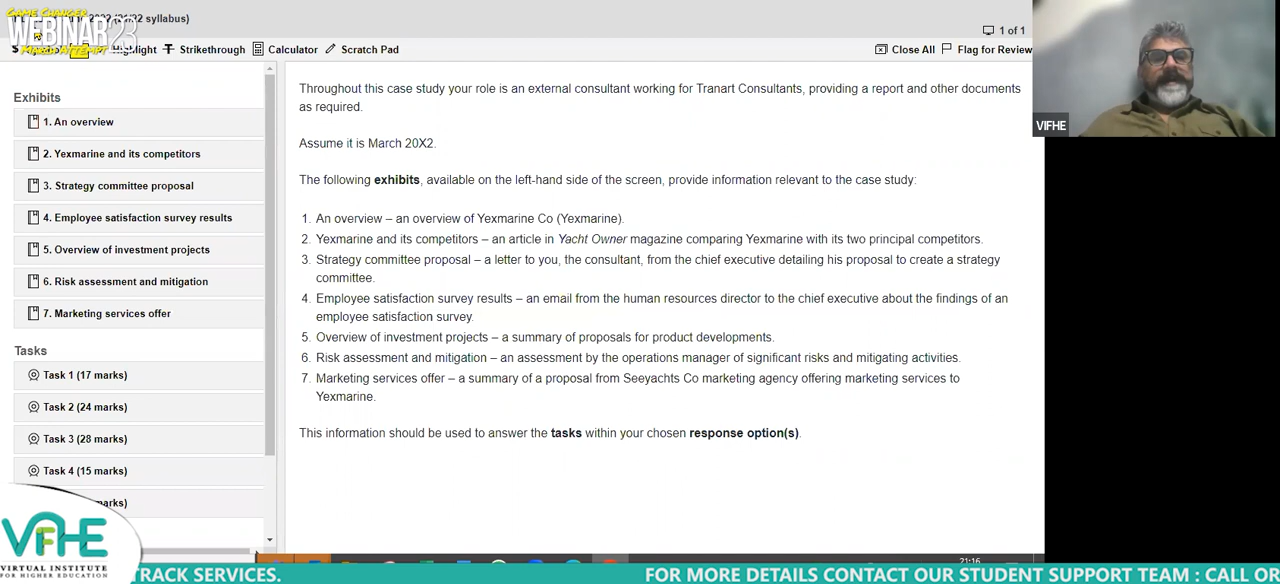 GAME CHANGER
WEBINAR'23
MARCH ATTEMPT
22 syllabus)
1 of 1
Highlight
Strikethrough
Calculator
Scratch Pad
Close All
Flag for Review
VIFHE
Exhibits
1. An overview
2. Yexmarine and its competitors
3. Strategy committee proposal
4. Employee satisfaction survey results
5. Overview of investment projects
6. Risk assessment and mitigation
7. Marketing services offer
Tasks
Task 1 (17 marks)
Task 2 (24 marks)
Task 3 (28 marks)
Task 4 (15 marks)
marks)
Throughout this case study your role is an external consultant working for Tranart Consultants, providing a report and other documents
as required.
Assume it is March 20X2.
The following exhibits, available on the left-hand side of the screen, provide information relevant to the case study:
1. An overview – an overview of Yexmarine Co (Yexmarine).
2. Yexmarine and its competitors – an article in Yacht Owner magazine comparing Yexmarine with its two principal competitors.
3. Strategy committee proposal – a letter to you, the consultant, from the chief executive detailing his proposal to create a strategy
committee.
4. Employee satisfaction survey results – an email from the human resources director to the chief executive about the findings of an
employee satisfaction survey.
5. Overview of investment projects – a summary of proposals for product developments.
6. Risk assessment and mitigation – an assessment by the operations manager of significant risks and mitigating activities.
7. Marketing services offer – a summary of a proposal from Seeyachts Co marketing agency offering marketing services to
Yexmarine.
This information should be used to answer the tasks within your chosen response option(s).
21:16
VIFHE
VIRTUAL INSTITUTE
FOR HIGHER EDUCATION
TRACK SERVICES.
FOR MORE DETAILS CONTACT OUR STUDENT SUPPORT TEAM : CALL OR